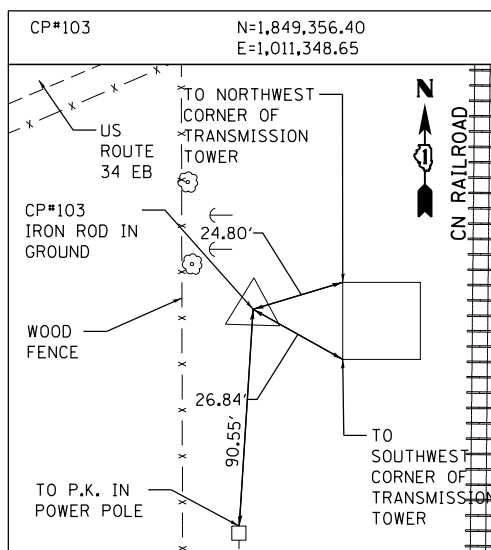 CP#103
N=1,849,356.40
E=1,011,348.65
TO NORTHWEST
CORNER OF
TRANSMISSION
TOWER
N
US
ROUTE
34 EB
CN RAILROAD
CP#103
IRON ROD IN
GROUND
24.80'
WOOD
FENCE
26.84'
90.55'
TO
SOUTHWEST
CORNER OF
TRANSMISSION
TOWER
TO P.K. IN
POWER POLE